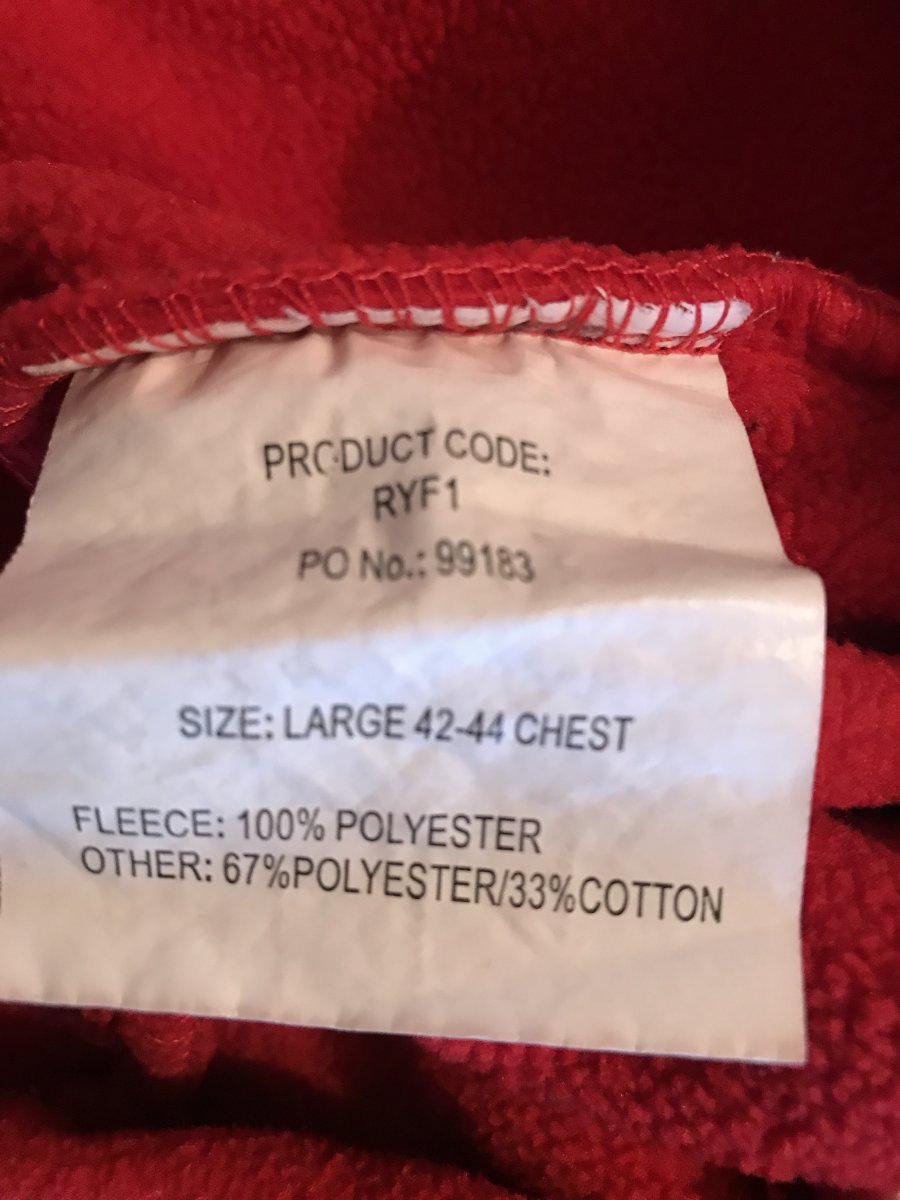 PRODUCT CODE:
RYF1
PO No.: 99183
SIZE: LARGE 42-44 CHEST
FLEECE: 100% POLYESTER
OTHER: 67%POLYESTER/33%COTTON